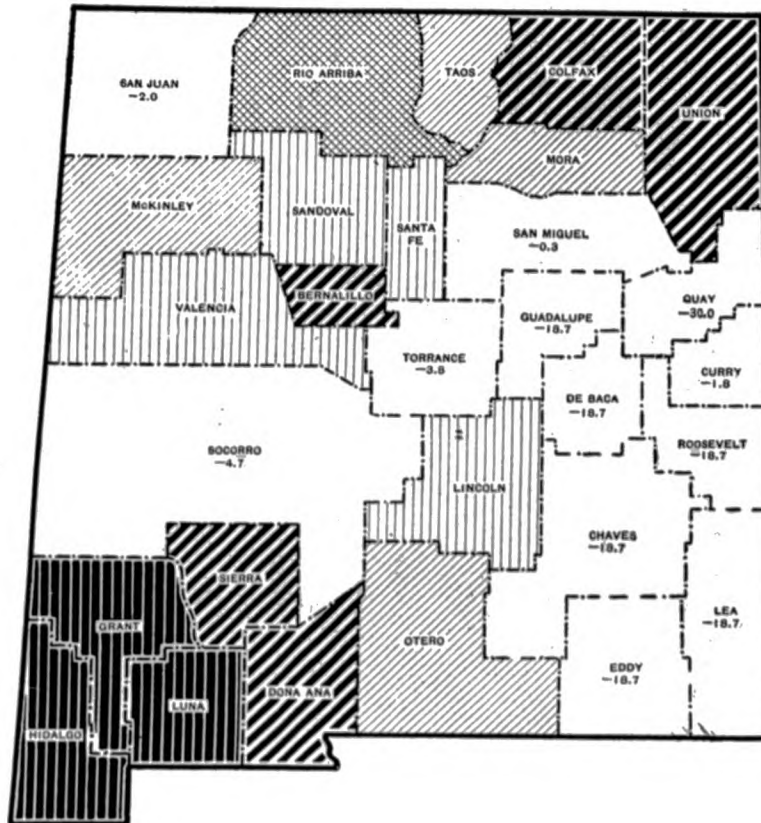 RIO ARRIBA
TAOS
COLFAX
SAN JUAN
−2.0
UNION
MORA
McKINLEY
SANDOVAL
SANTA
FE
SAN MIGUEL
−0.3
BERNALILLO
VALENCIA
GUADALUPE
−18.7
QUAY
−30.0
TORRANCE
−3.8
CURRY
−1.8
DE BACA
−18.7
ROOSEVELT
−18.7
SOCORRO
−4.7
LINCOLN
CHAVES
−18.7
SIERRA
LEA
−18.7
GRANT
OTERO
EDDY
−18.7
DONA ANA
LUNA
HIDALGO